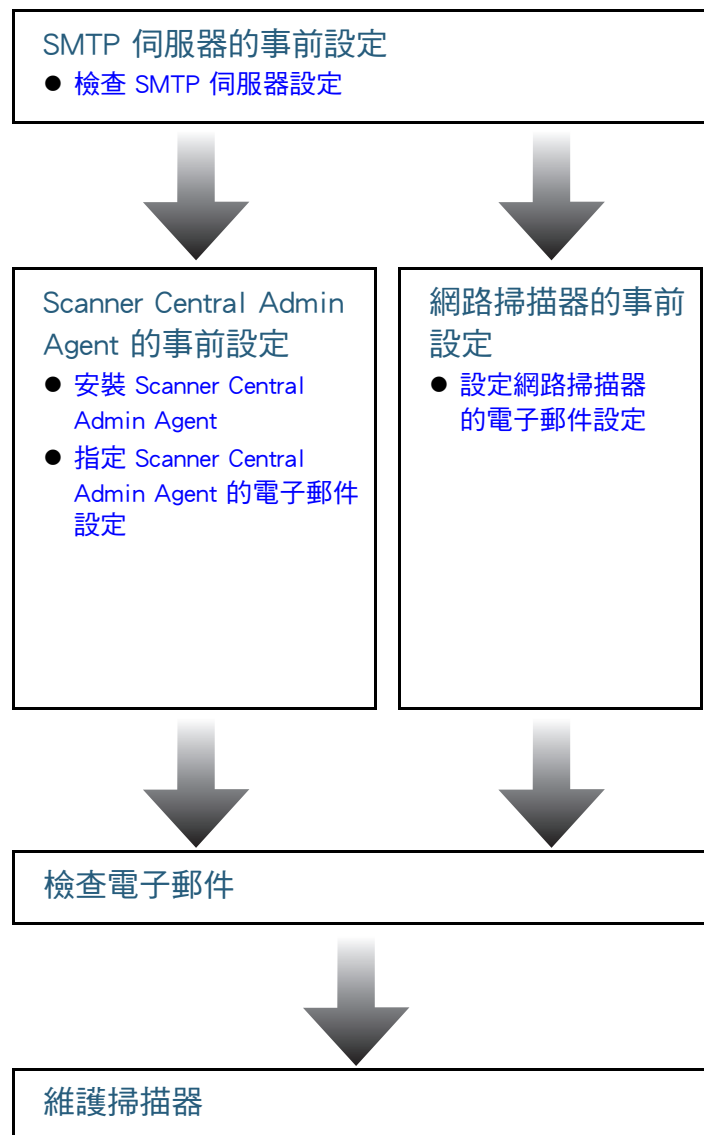 SMTP 伺服器的事前設定
● 檢查 SMTP 伺服器設定
Scanner Central Admin
Agent 的事前設定
● 安裝 Scanner Central
Admin Agent
● 指定 Scanner Central
Admin Agent 的電子郵件
設定
網路掃描器的事前
設定
● 設定網路掃描器
的電子郵件設定
檢查電子郵件
維護掃描器